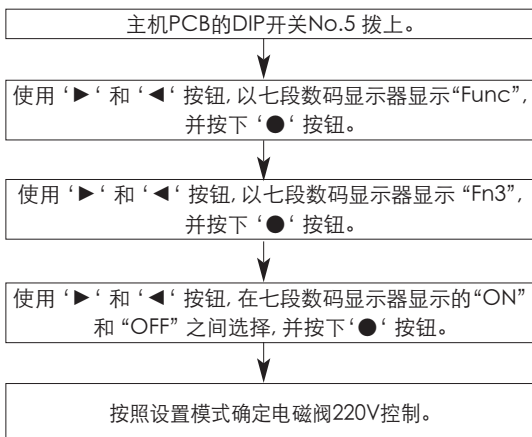 主机PCB的DIP开关No.5 拨上。
使用 ‘►‘ 和 ‘◄‘ 按钮, 以七段数码显示器显示“Func”,
并按下 ‘●‘ 按钮。
使用 ‘►‘ 和 ‘◄‘ 按钮, 以七段数码显示器显示 “Fn3”,
并按下 ‘●‘ 按钮。
使用 ‘►‘ 和 ‘◄‘ 按钮, 在七段数码显示器显示的“ON”
和 “OFF” 之间选择, 并按下‘●‘ 按钮。
按照设置模式确定电磁阀220V控制。